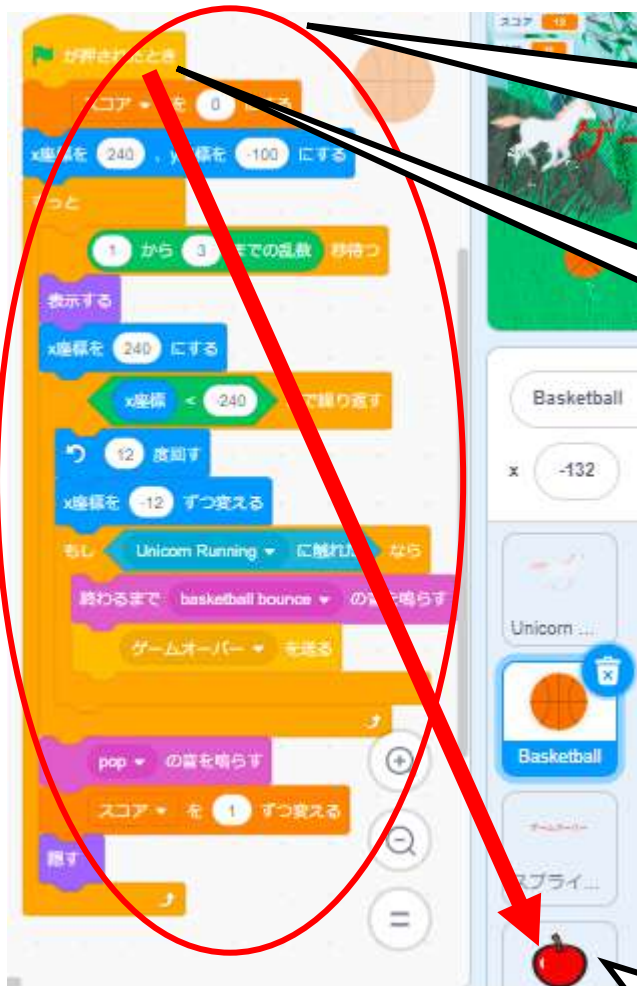 スコア
が押されたとき
スコア を 0 にする
x座標を 240 、y座標を -100 にする
ずっと
1 から 3 までの乱数 秒待つ
表示する
x座標を 240 にする
x座標 < -240 まで繰り返す
12 度回す
x座標を -12 ずつ変える
もし Unicorn Running に触れた なら
終わるまで basketball bounce の音を鳴らす
ゲームオーバー を送る
pop の音を鳴らす
スコア を 1 ずつ変える
隠す
Basketball
x -132
Unicorn ...
Basketball
ゲームオーバー
スプライ...